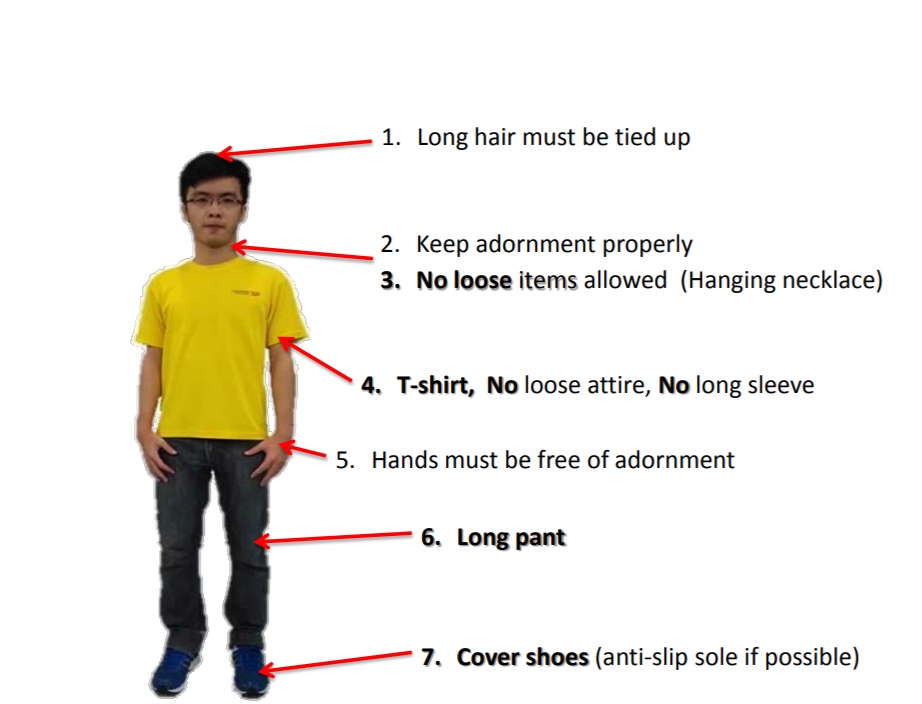 1. Long hair must be tied up
2. Keep adornment properly
3. No loose items allowed (Hanging necklace)
4. T-shirt, No loose attire, No long sleeve
5. Hands must be free of adornment
6. Long pant
7. Cover shoes (anti-slip sole if possible)